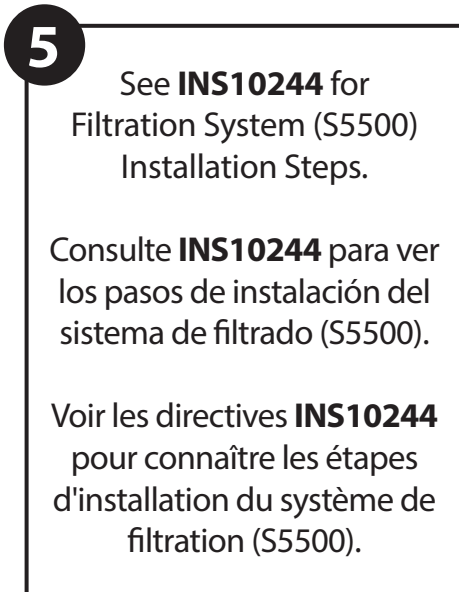 5
See INS10244 for
Filtration System (S5500)
Installation Steps.
Consulte INS10244 para ver
los pasos de instalación del
sistema de filtrado (S5500).
Voir les directives INS10244
pour connaître les étapes
d'installation du système de
filtration (S5500).